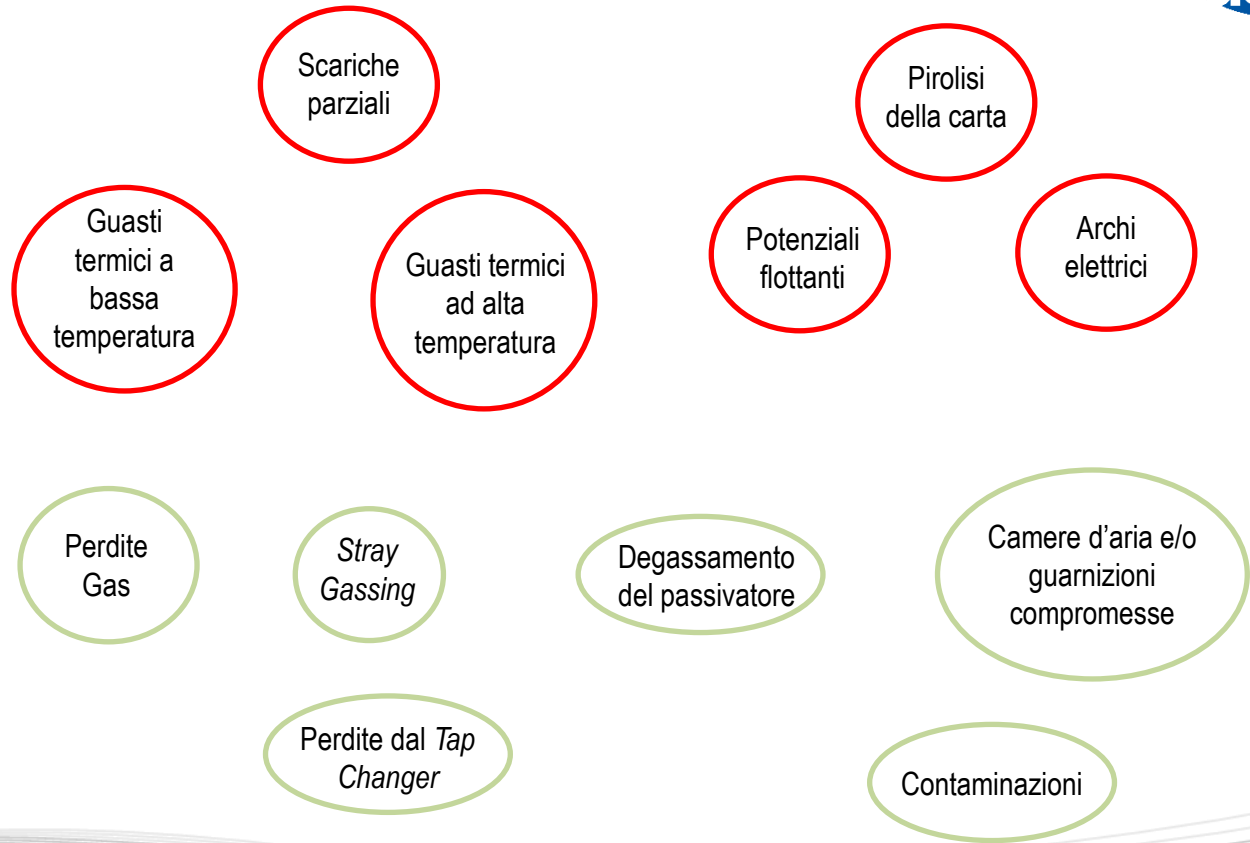 Scariche
parziali
Pirolisi
della carta
Guasti
termici a
bassa
temperatura
Guasti termici
ad alta
temperatura
Potenziali
flottanti
Archi
elettrici
Perdite
Gas
Stray
Gassing
Degassamento
del passivatore
Camere d’aria e/o
guarnizioni
compromesse
Perdite dal Tap
Changer
Contaminazioni